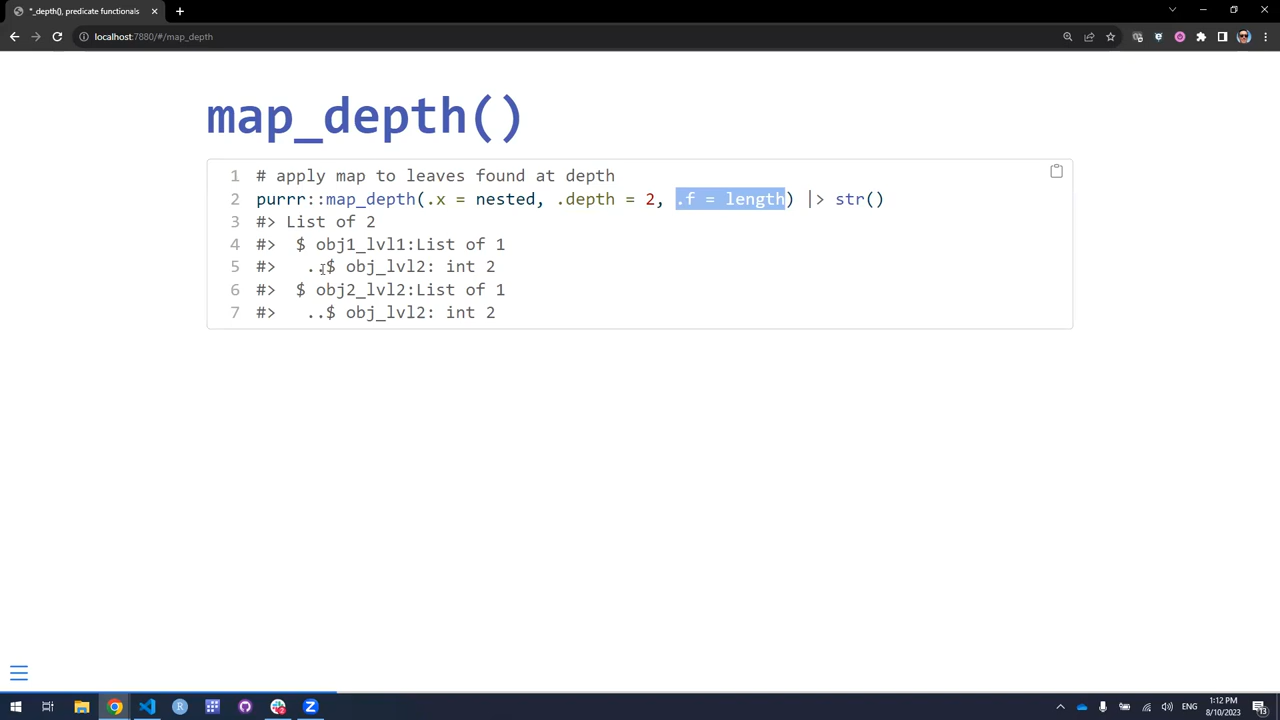 *_depth(), predicate functionals
localhost:7880/#/map_depth
map_depth()
1 # apply map to leaves found at depth
2 purrr::map_depth(.x = nested, .depth = 2, .f = length) |> str()
3 #> List of 2
4 #>  $ obj1_lvl1:List of 1
5 #>   ..$ obj_lvl2: int 2
6 #>  $ obj2_lvl2:List of 1
7 #>   ..$ obj_lvl2: int 2
ENG
1:12 PM
8/10/2023
13